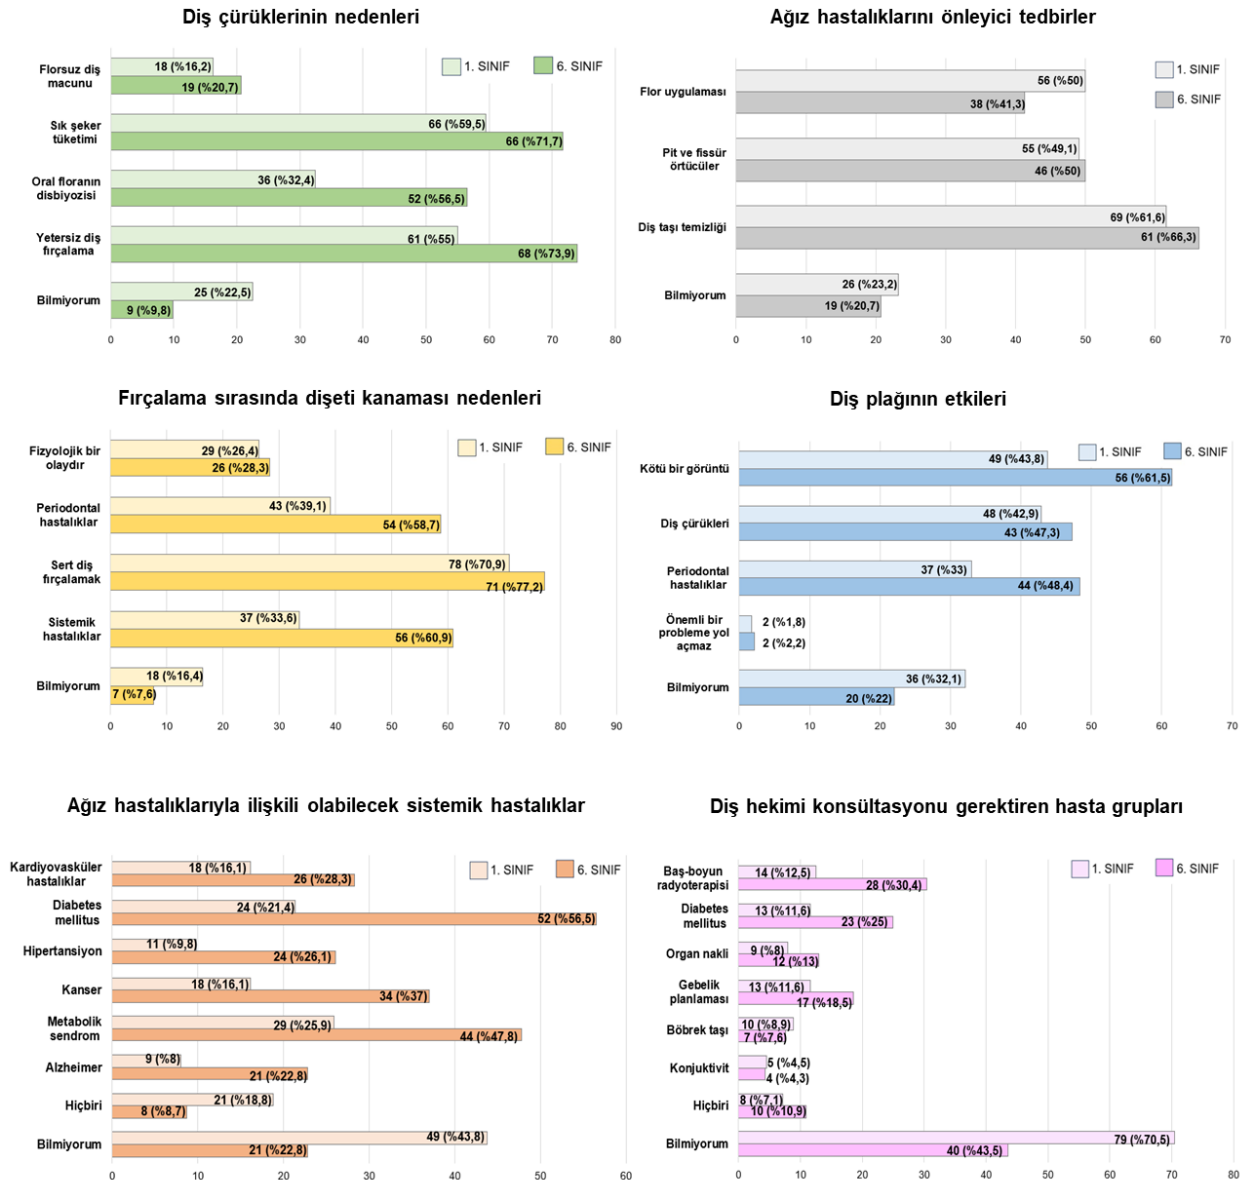 Diş çürüklerinin nedenleri
1. SINIF
6. SINIF
Florsuz diş
macunu
18 (%16,2)
19 (%20,7)
Sık şeker
tüketimi
66 (%59,5)
66 (%71,7)
Oral floranın
disbiyozisi
36 (%32,4)
52 (%56,5)
Yetersiz diş
fırçalama
61 (%55)
68 (%73,9)
Bilmiyorum
25 (%22,5)
9 (%9,8)
0 10 20 30 40 50 60 70 80
Ağız hastalıklarını önleyici tedbirler
1. SINIF
6. SINIF
Flor uygulaması
56 (%50)
38 (%41,3)
Pit ve fissür
örtücüler
55 (%49,1)
46 (%50)
Diş taşı temizliği
69 (%61,6)
61 (%66,3)
Bilmiyorum
26 (%23,2)
19 (%20,7)
0 10 20 30 40 50 60 70
Fırçalama sırasında dişeti kanaması nedenleri
1. SINIF
6. SINIF
Fizyolojik bir
olaydır
29 (%26,4)
26 (%28,3)
Periodontal
hastalıklar
43 (%39,1)
54 (%58,7)
Sert diş
fırçalamak
78 (%70,9)
71 (%77,2)
Sistemik
hastalıklar
37 (%33,6)
56 (%60,9)
Bilmiyorum
18 (%16,4)
7 (%7,6)
0 10 20 30 40 50 60 70 80 90
Diş plağının etkileri
1. SINIF
6. SINIF
Kötü bir görüntü
49 (%43,8)
56 (%61,5)
Diş çürükleri
48 (%42,9)
43 (%47,3)
Periodontal
hastalıklar
37 (%33)
44 (%48,4)
Önemli bir
probleme yol
açmaz
2 (%1,8)
2 (%2,2)
Bilmiyorum
36 (%32,1)
20 (%22)
0 10 20 30 40 50 60 70
Ağız hastalıklarıyla ilişkili olabilecek sistemik hastalıklar
1. SINIF
6. SINIF
Kardiyovasküler
hastalıklar
18 (%16,1)
26 (%28,3)
Diabetes
mellitus
24 (%21,4)
52 (%56,5)
Hipertansiyon
11 (%9,8)
24 (%26,1)
Kanser
18 (%16,1)
34 (%37)
Metabolik
sendrom
29 (%25,9)
44 (%47,8)
Alzheimer
9 (%8)
21 (%22,8)
Hiçbiri
21 (%18,8)
8 (%8,7)
Bilmiyorum
49 (%43,8)
21 (%22,8)
0 10 20 30 40 50 60
Diş hekimi konsültasyonu gerektiren hasta grupları
1. SINIF
6. SINIF
Baş-boyun
radyoterapisi
14 (%12,5)
28 (%30,4)
Diabetes
mellitus
13 (%11,6)
23 (%25)
Organ nakli
9 (%8)
12 (%13)
Gebelik
planlaması
13 (%11,6)
17 (%18,5)
Böbrek taşı
10 (%8,9)
7 (%7,6)
Konjuktivit
5 (%4,5)
4 (%4,3)
Hiçbiri
8 (%7,1)
10 (%10,9)
Bilmiyorum
79 (%70,5)
40 (%43,5)
0 10 20 30 40 50 60 70 80